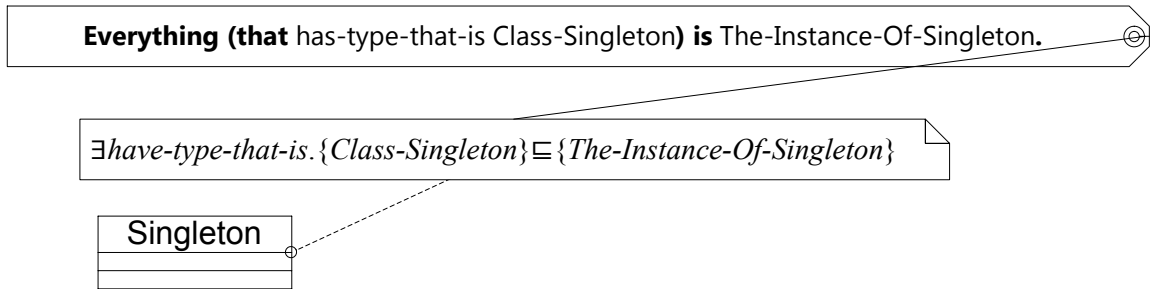 Everything (that has-type-that-is Class-Singleton) is The-Instance-Of-Singleton.
∃have-type-that-is.{Class-Singleton}⊑{The-Instance-Of-Singleton}
Singleton